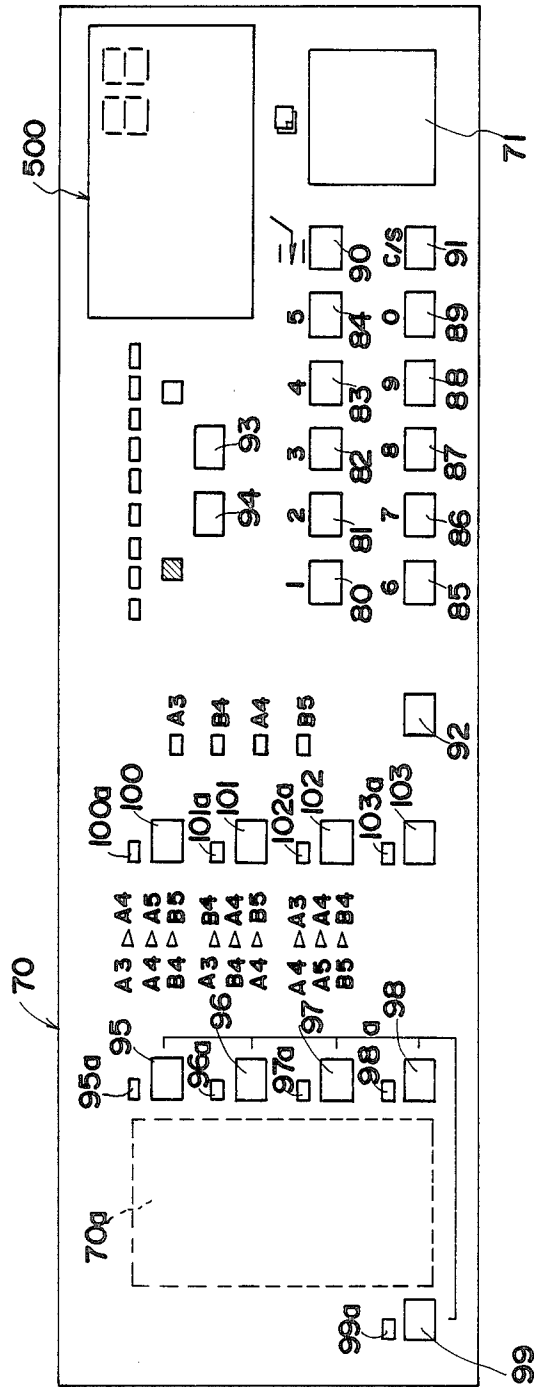 70
500
70a
95a
95
96a
96
97a
97
98a
98
99a
99
A3 ▷ A4
A4 ▷ A5
B4 ▷ B5
A3 ▷ B4
B4 ▷ A4
A4 ▷ B5
A4 ▷ A3
A5 ▷ A4
B5 ▷ B4
100a
100
101a
101
102a
102
103a
103
A3
B4
A4
B5
92
94
93
88
1 2 3 4 5
80 81 82 83 84 90
6 7 8 9 0 C/S
85 86 87 88 89 91
71